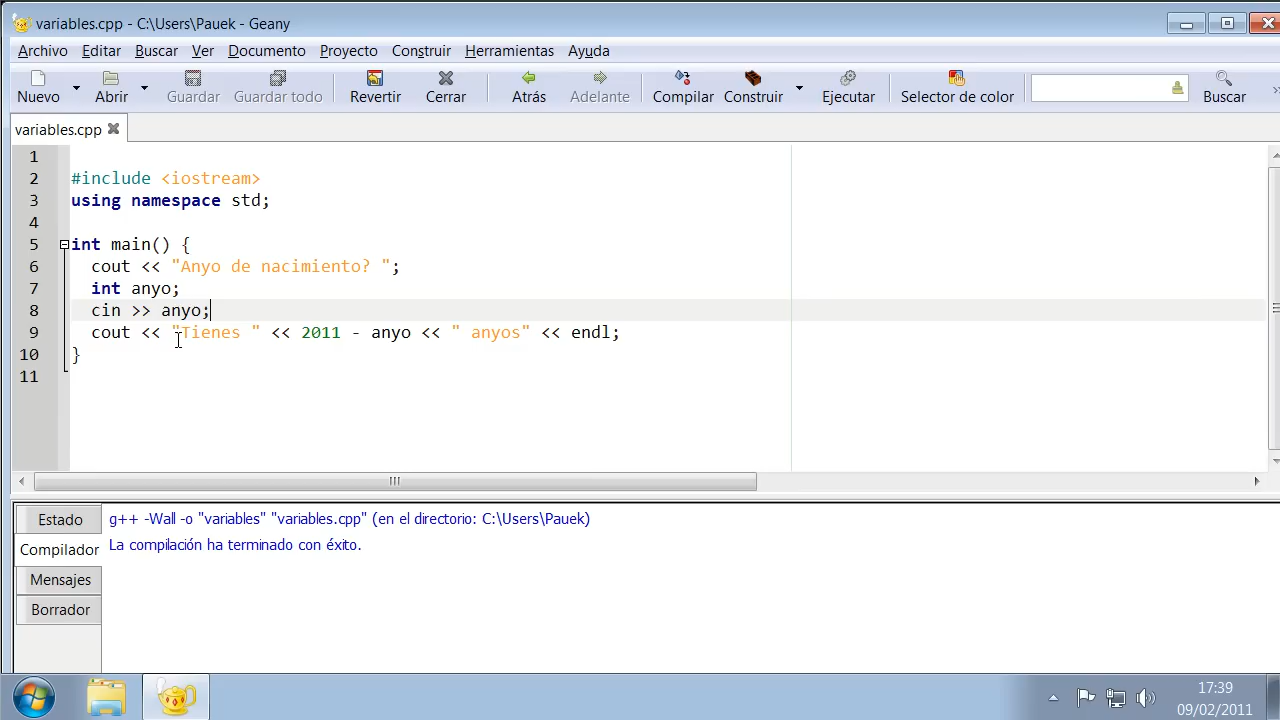 variables.cpp - C:\Users\Pauek - Geany
Archivo Editar Buscar Ver Documento Proyecto Construir Herramientas Ayuda
Nuevo Abrir Guardar Guardar todo Revertir Cerrar Atrás Adelante Compilar Construir Ejecutar Selector de color Buscar
variables.cpp
1
2 #include <iostream>
3 using namespace std;
4
5 int main() {
6 cout << "Anyo de nacimiento? ";
7 int anyo;
8 cin >> anyo;
9 cout << "Tienes " << 2011 - anyo << " anyos" << endl;
10 }
11
Estado
Compilador
Mensajes
Borrador
g++ -Wall -o "variables" "variables.cpp" (en el directorio: C:\Users\Pauek)
La compilación ha terminado con éxito.
17:39
09/02/2011